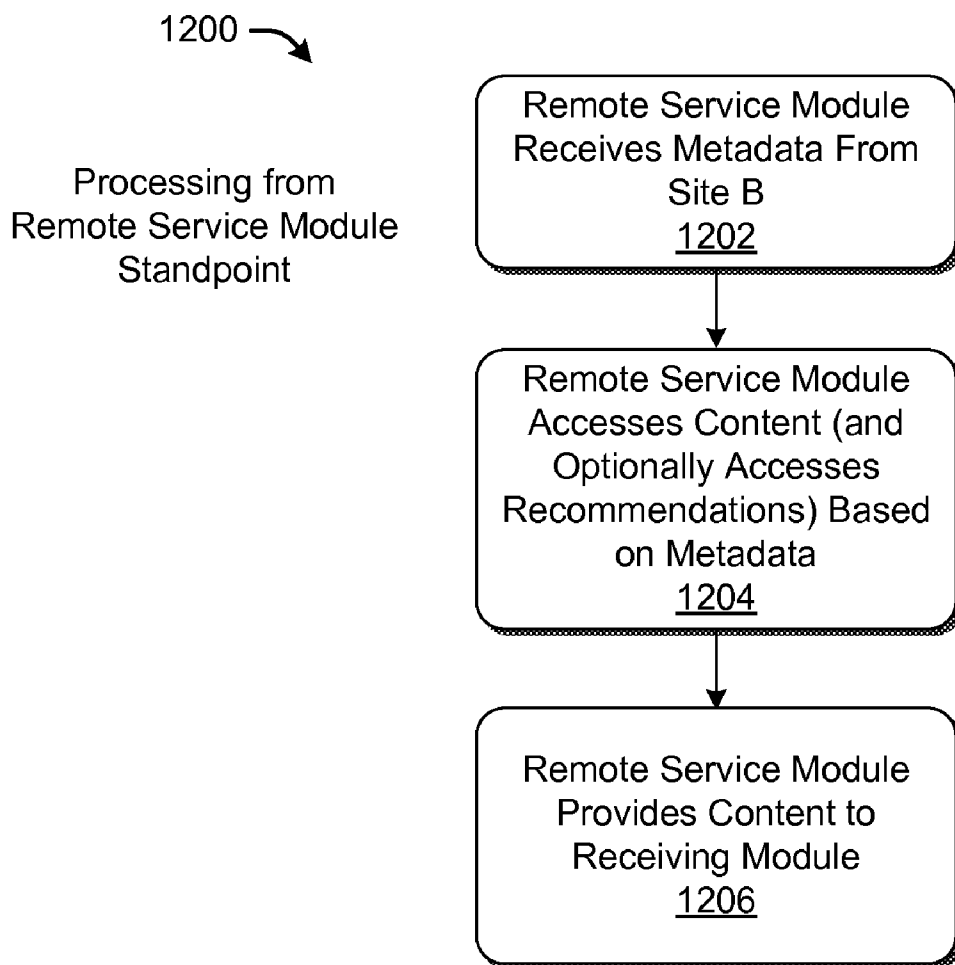 1200
Processing from
Remote Service Module
Standpoint
Remote Service Module
Receives Metadata From
Site B
1202
Remote Service Module
Accesses Content (and
Optionally Accesses
Recommendations) Based
on Metadata
1204
Remote Service Module
Provides Content to
Receiving Module
1206